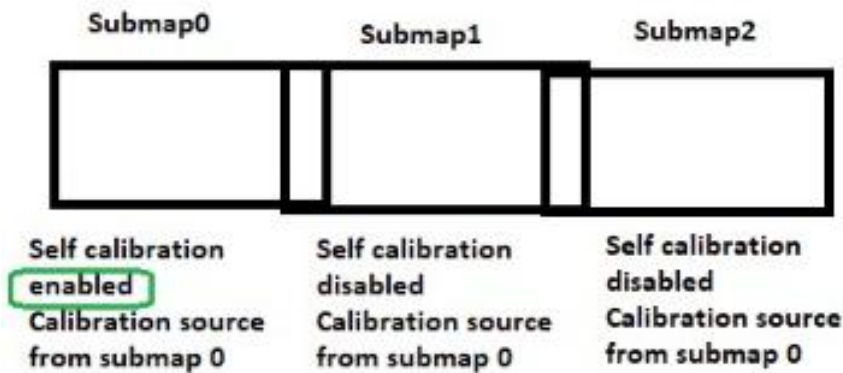 Submap0
Submap1
Submap2
Self calibration
enabled
Calibration source
from submap 0
Self calibration
disabled
Calibration source
from submap 0
Self calibration
disabled
Calibration source
from submap 0